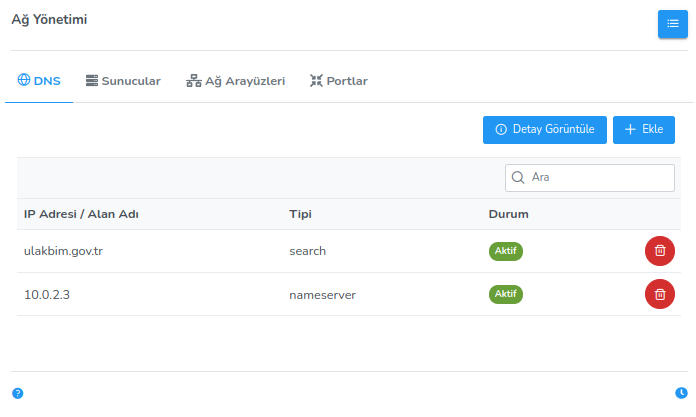 Ağ Yönetimi
DNS Sunucular Ağ Arayüzleri Portlar
Detay Görüntüle Ekle
Ara
IP Adresi / Alan Adı Tipi Durum
ulakbim.gov.tr search Aktif
10.0.2.3 nameserver Aktif